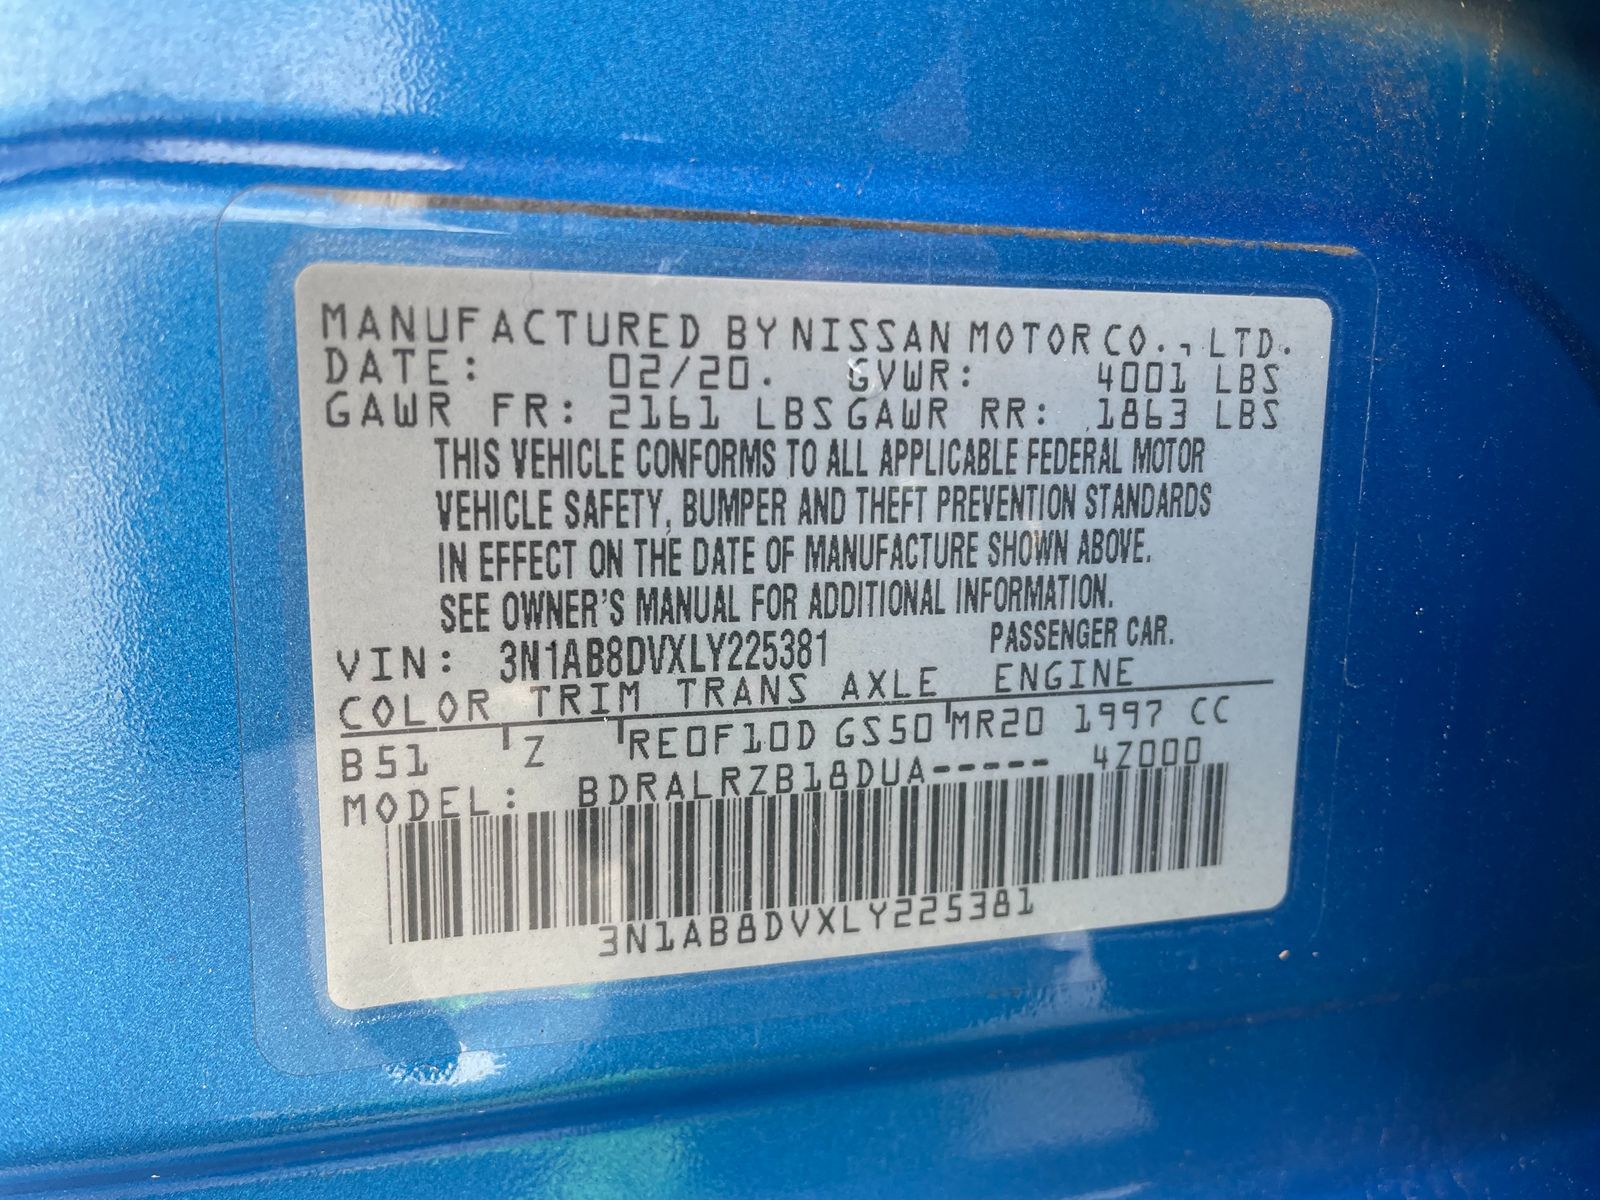 MANUFACTURED BY NISSAN MOTOR CO., LTD.
DATE: 02/20. GVWR: 4001 LBS
GAWR FR: 2161 LBS GAWR RR: 1863 LBS
THIS VEHICLE CONFORMS TO ALL APPLICABLE FEDERAL MOTOR
VEHICLE SAFETY, BUMPER AND THEFT PREVENTION STANDARDS
IN EFFECT ON THE DATE OF MANUFACTURE SHOWN ABOVE.
SEE OWNER'S MANUAL FOR ADDITIONAL INFORMATION.
VIN: 3N1AB8DVXLY225381 PASSENGER CAR.
COLOR TRIM TRANS AXLE ENGINE
B51 Z RE0F10D GS50 MR20 1997 CC
MODEL: BDRALRZB18DUA----- 4Z000
3N1AB8DVXLY225381